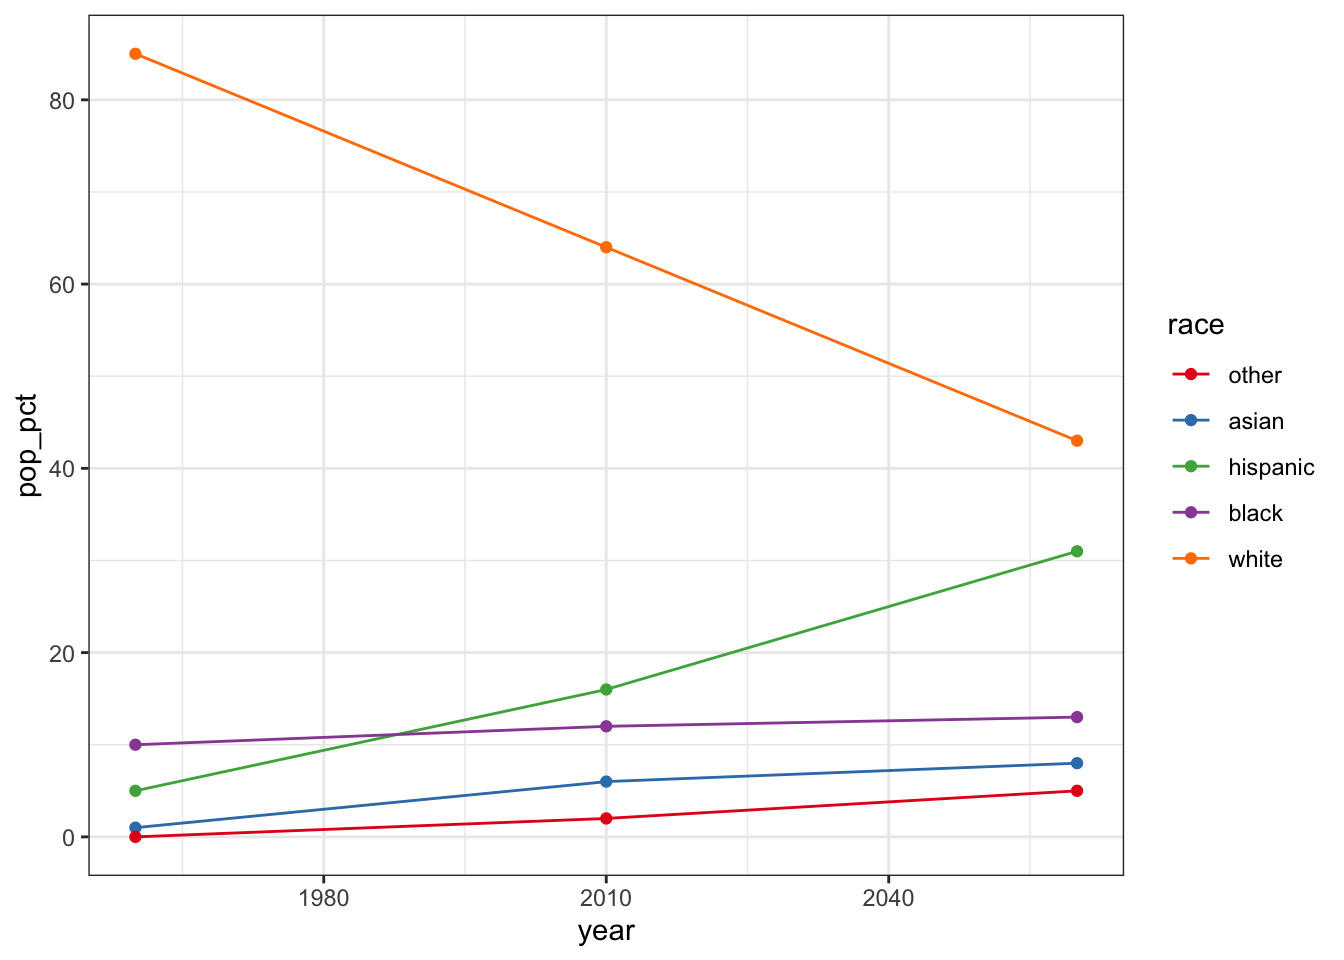 80
60
40
20
0
pop_pct
1980 2010 2040
year
race
other
asian
hispanic
black
white